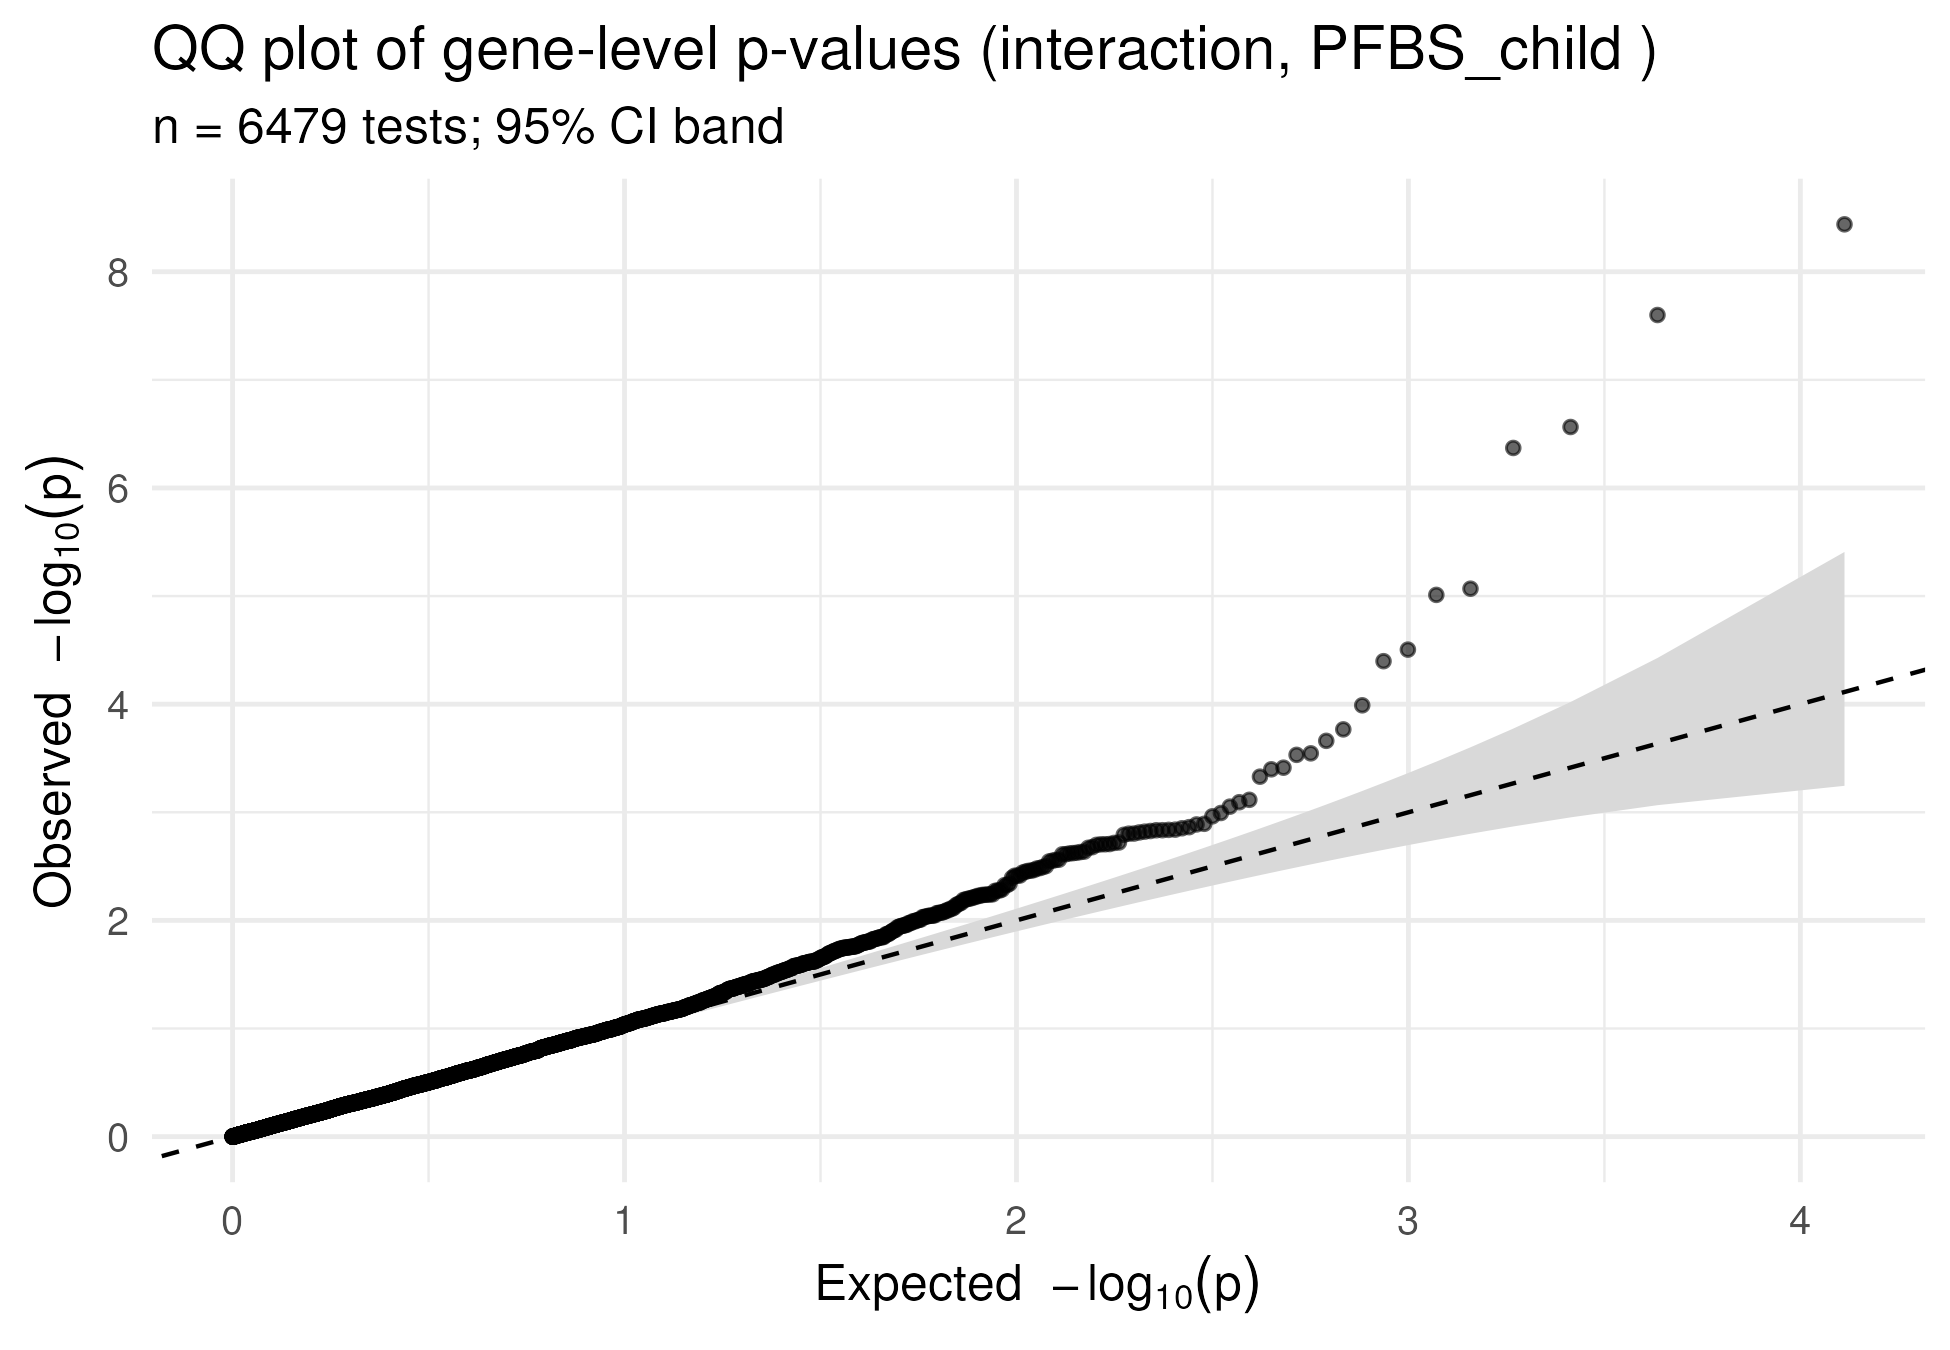 QQ plot of gene-level p-values (interaction, PFBS_child )
n = 6479 tests; 95% CI band
Observed −log10(p)
8
6
4
2
0
0 1 2 3 4
Expected −log10(p)